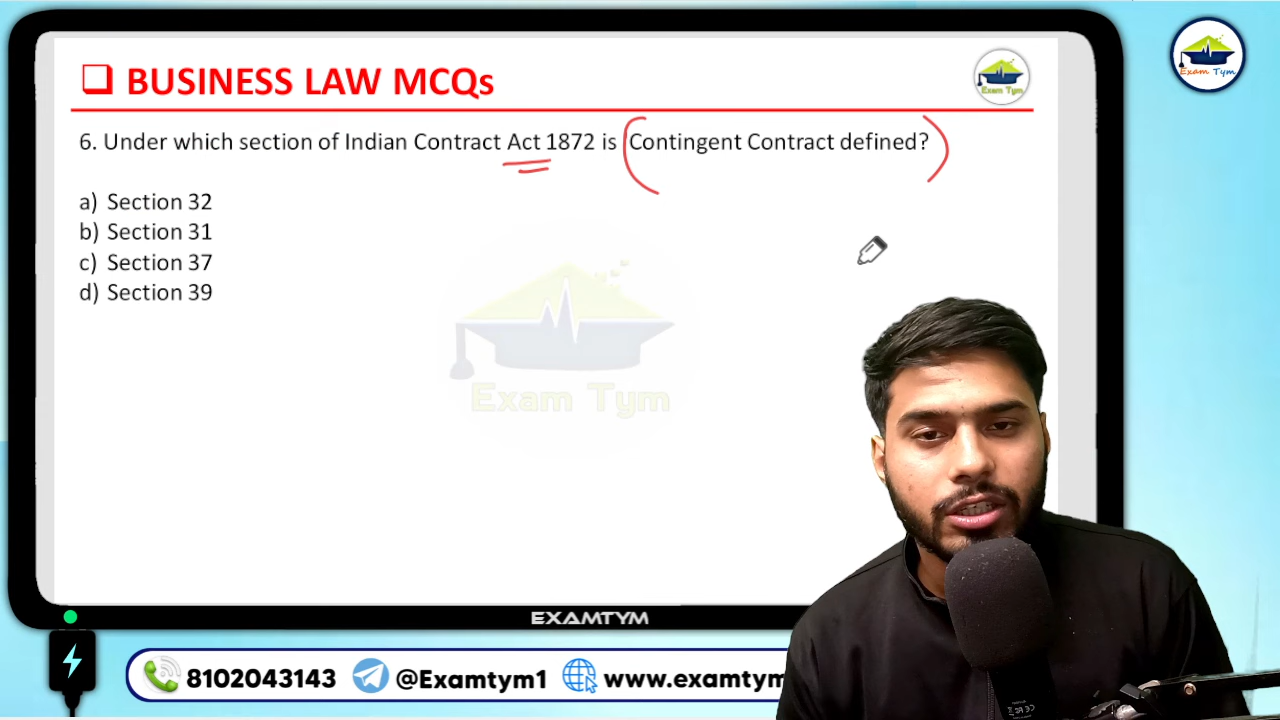 ❑ BUSINESS LAW MCQs
Exam Tym
Exam Tym
6. Under which section of Indian Contract Act 1872 is Contingent Contract defined?
a) Section 32
b) Section 31
c) Section 37
d) Section 39
Exam Tym
EXAMTYM
8102043143 @Examtym1 www.examtym